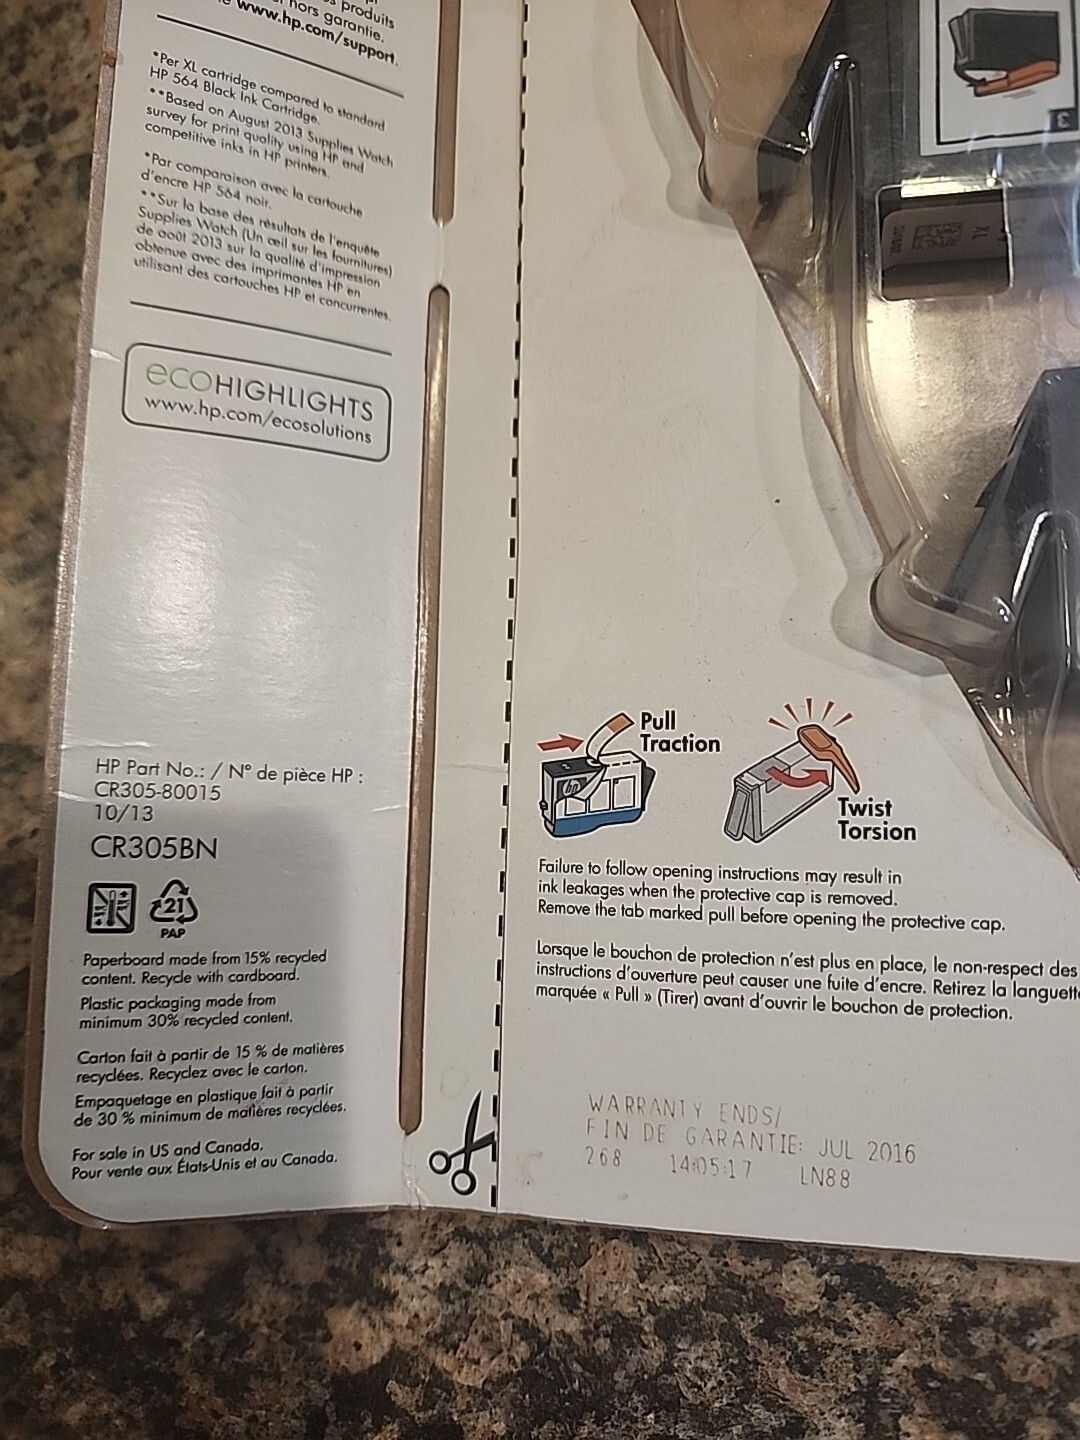 produits
hors garantie.
www.hp.com/support.
*Per XL cartridge compared to standard
HP 564 Black Ink Cartridge.
**Based on August 2013 Supplies Watch
survey for print quality using HP and
competitive inks in HP printers.
*Par comparaison avec la cartouche
d'encre HP 564 noir.
**Sur la base des résultats de l'enquête
Supplies Watch (Un œil sur les fournitures)
de août 2013 sur la qualité d'impression
obtenue avec des imprimantes HP en
utilisant des cartouches HP et concurrentes.
ecoHIGHLIGHTS
www.hp.com/ecosolutions
HP Part No.: / N° de pièce HP :
CR305-80015
10/13
CR305BN
21
PAP
Paperboard made from 15% recycled
content. Recycle with cardboard.
Plastic packaging made from
minimum 30% recycled content.
Carton fait à partir de 15 % de matières
recyclées. Recyclez avec le carton.
Empaquetage en plastique fait à partir
de 30 % minimum de matières recyclées.
For sale in US and Canada.
Pour vente aux États-Unis et au Canada.
3
XL
Pull
Traction
hp
Twist
Torsion
Failure to follow opening instructions may result in
ink leakages when the protective cap is removed.
Remove the tab marked pull before opening the protective cap.
Lorsque le bouchon de protection n'est plus en place, le non-respect des
instructions d'ouverture peut causer une fuite d'encre. Retirez la languette
marquée « Pull » (Tirer) avant d'ouvrir le bouchon de protection.
WARRANTY ENDS/
FIN DE GARANTIE: JUL 2016
268 14:05:17 LN88